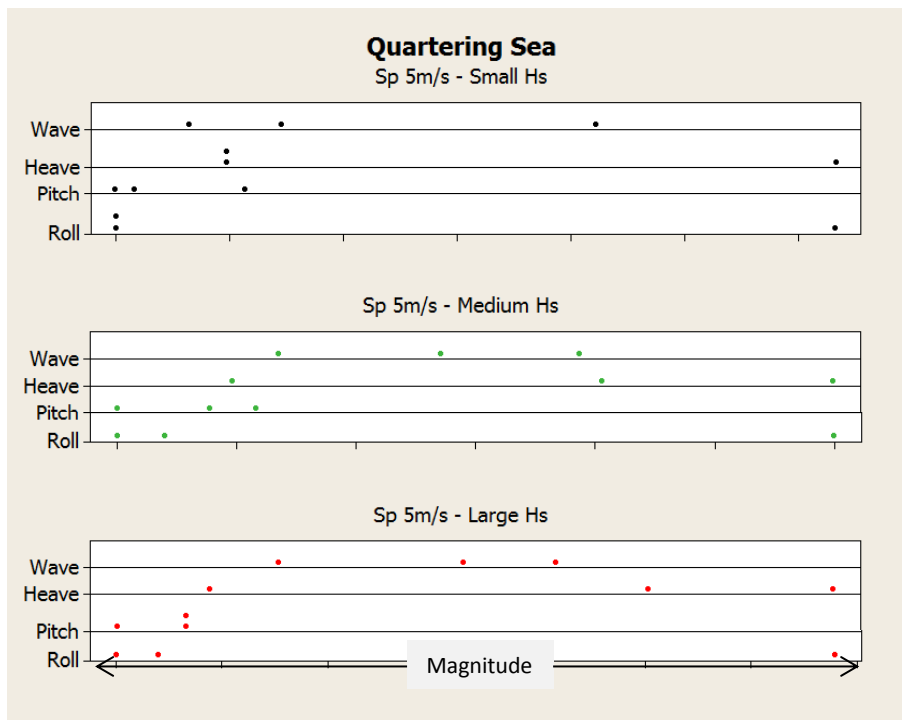 Quartering Sea
Sp 5m/s - Small Hs
Wave
Heave
Pitch
Roll
Sp 5m/s - Medium Hs
Wave
Heave
Pitch
Roll
Sp 5m/s - Large Hs
Wave
Heave
Pitch
Roll
Magnitude